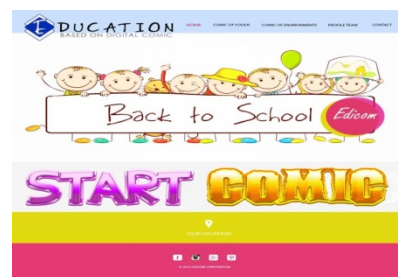 EDUCATION
BASED ON DIGITAL COMIC
HOME
COMIC OF FOODS
COMIC OF ENVIRONMENTS
PROFILE TEAM
CONTACT
Back to School
Edicom
START COMIC